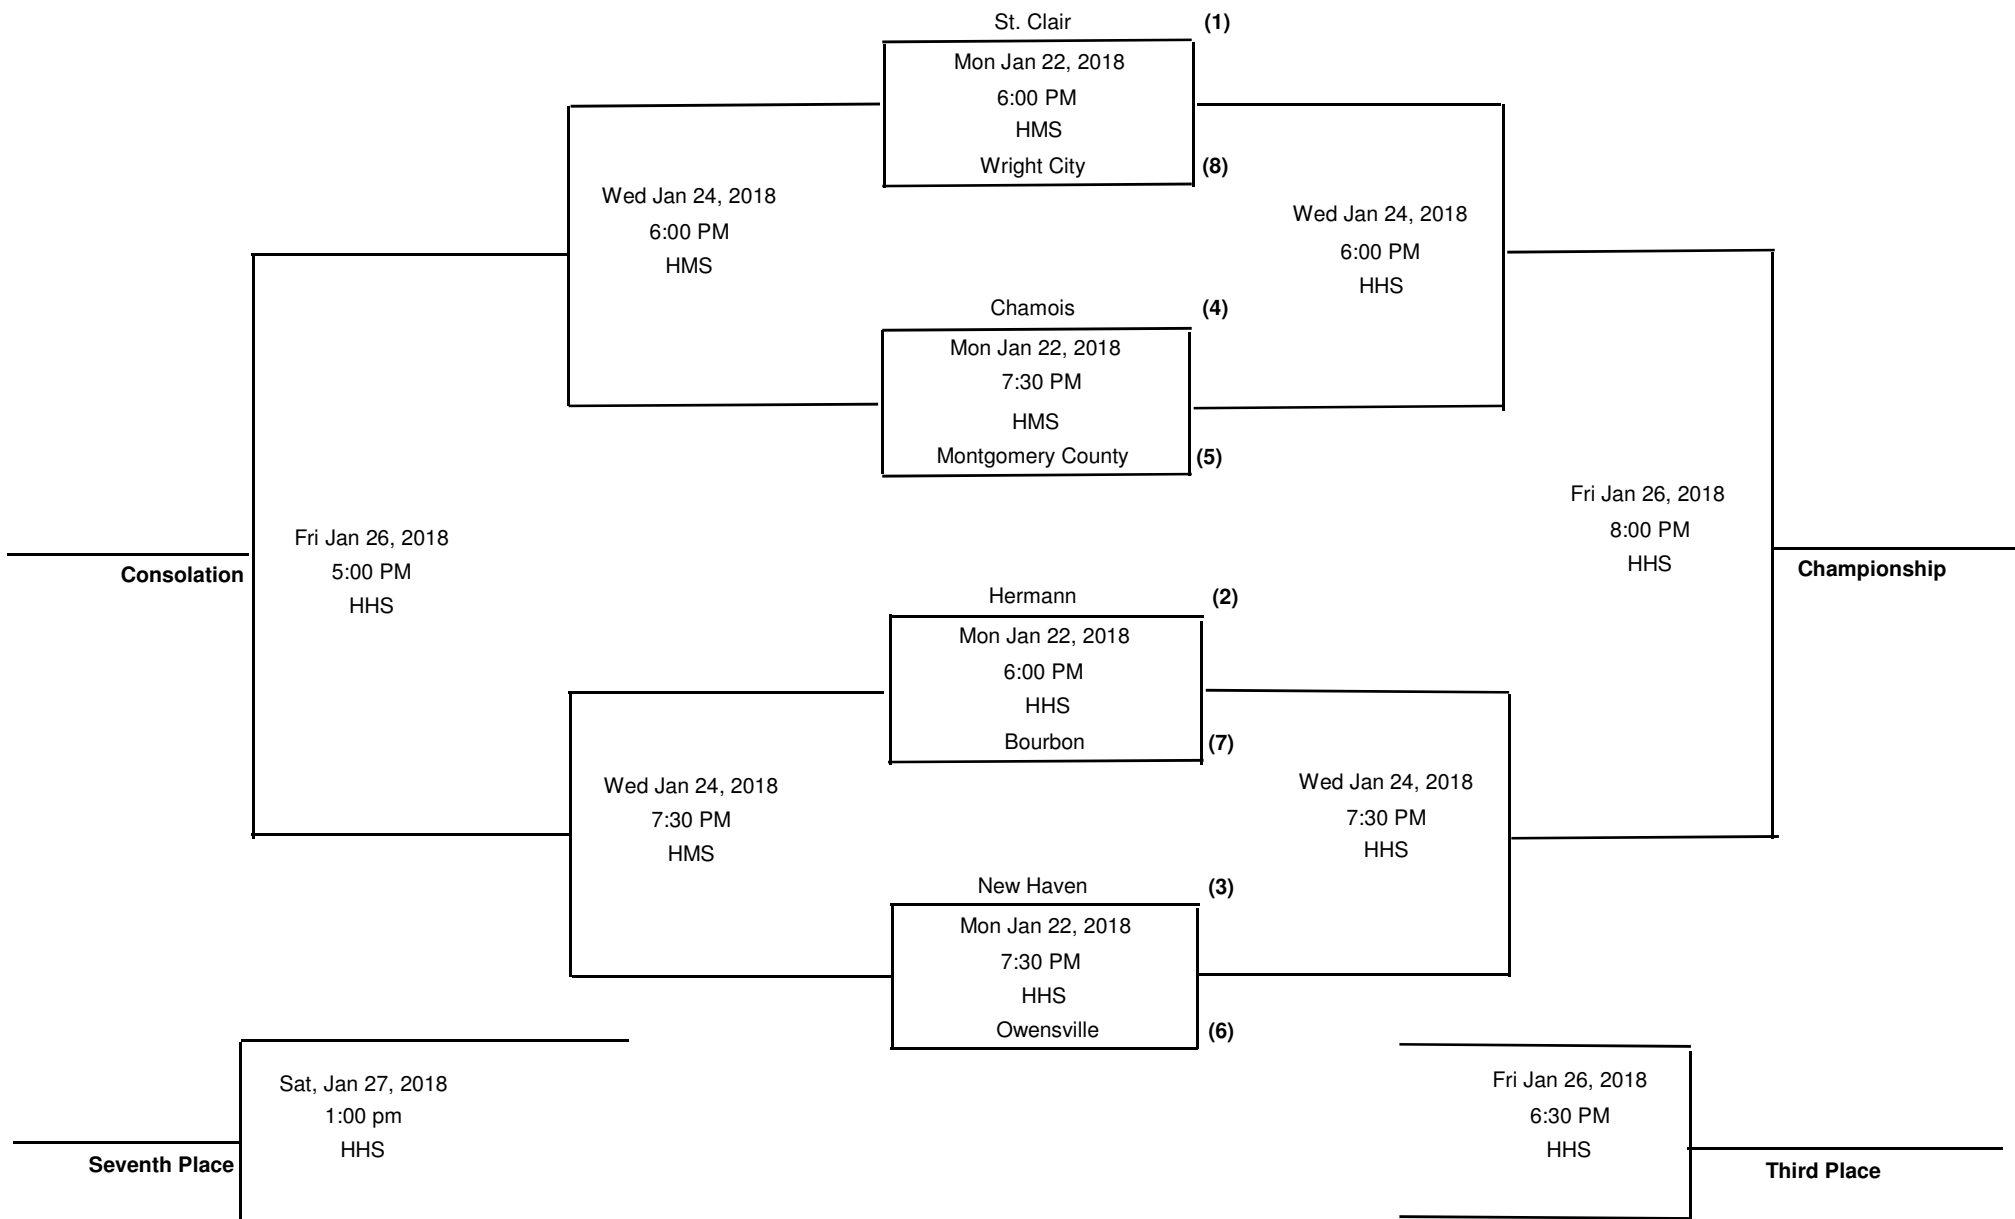 St. Clair (1)
Mon Jan 22, 2018
6:00 PM
HMS
Wright City (8)
Wed Jan 24, 2018
6:00 PM
HMS
Wed Jan 24, 2018
6:00 PM
HHS
Chamois (4)
Mon Jan 22, 2018
7:30 PM
HMS
Montgomery County (5)
Fri Jan 26, 2018
5:00 PM
HHS
Consolation
Fri Jan 26, 2018
8:00 PM
HHS
Championship
Hermann (2)
Mon Jan 22, 2018
6:00 PM
HHS
Bourbon (7)
Wed Jan 24, 2018
7:30 PM
HMS
Wed Jan 24, 2018
7:30 PM
HHS
New Haven (3)
Mon Jan 22, 2018
7:30 PM
HHS
Owensville (6)
Sat, Jan 27, 2018
1:00 pm
HHS
Seventh Place
Fri Jan 26, 2018
6:30 PM
HHS
Third Place